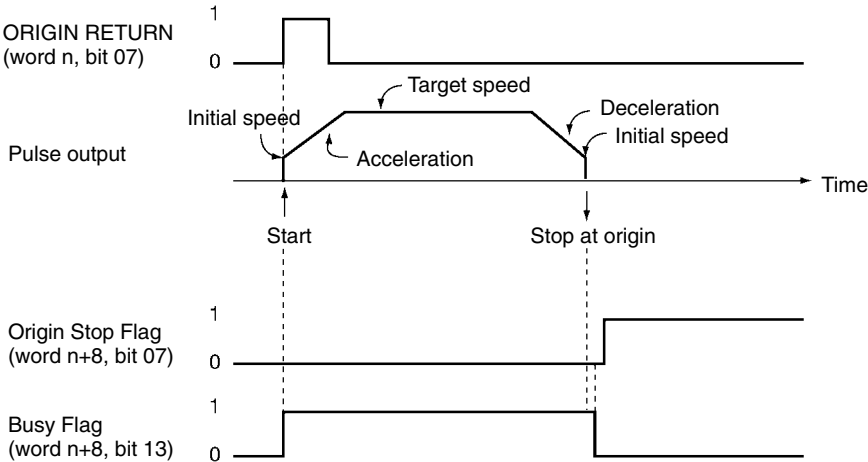 1
ORIGIN RETURN
(word n, bit 07)
0
Target speed
Deceleration
Initial speed
Initial speed
Pulse output
Acceleration
Time
Start
Stop at origin
1
Origin Stop Flag
(word n+8, bit 07)
0
1
Busy Flag
(word n+8, bit 13)
0